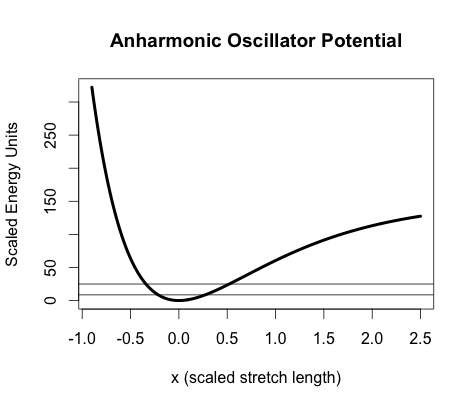 Anharmonic Oscillator Potential
Scaled Energy Units
250
150
50
0
-1.0 -0.5 0.0 0.5 1.0 1.5 2.0 2.5
x (scaled stretch length)